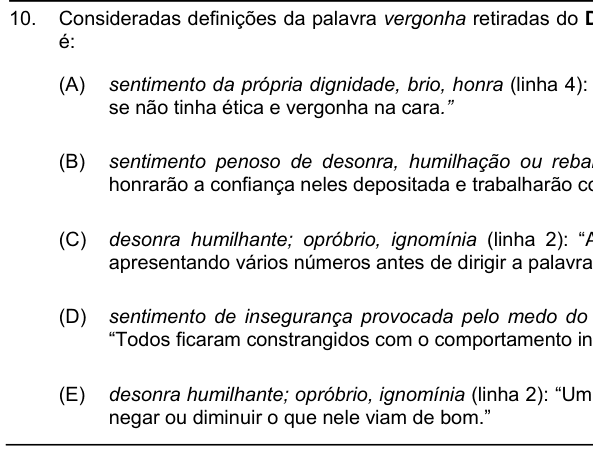 10. Consideradas definições da palavra vergonha retiradas do
é:
(A) sentimento da própria dignidade, brio, honra (linha 4):
se não tinha ética e vergonha na cara.”
(B) sentimento penoso de desonra, humilhação ou
honrarão a confiança neles depositada e trabalharão
(C) desonra humilhante; opróbrio, ignomínia (linha 2): “A
apresentando vários números antes de dirigir a palavra
(D) sentimento de insegurança provocada pelo medo do
“Todos ficaram constrangidos com o comportamento
(E) desonra humilhante; opróbrio, ignomínia (linha 2): “Um
negar ou diminuir o que nele viam de bom.”